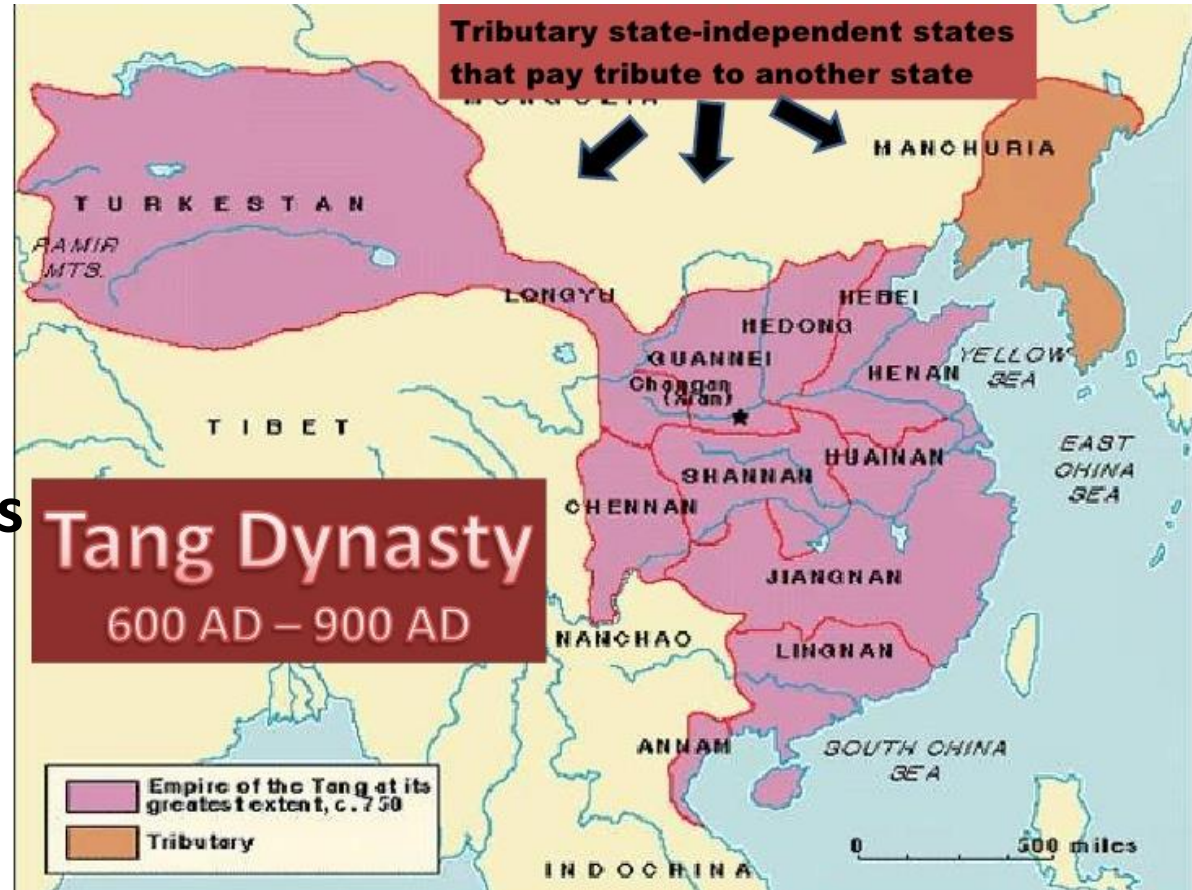 Tributary state-independent states
that pay tribute to another state
MONGOLIA
MANCHURIA
TURKESTAN
PAMIR
MTS.
LONGYU
HEBEI
HEDONG
QUANNEI
YELLOW
SEA
HENAN
Changan
(Xian)
TIBET
EAST
CHINA
SEA
HUAINAN
SHANNAN
CHENNAN
s
Tang Dynasty
600 AD – 900 AD
JIANGNAN
NANCHAO
LINGNAN
ANNAM
SOUTH CHINA
SEA
Empire of the Tang at its
greatest extent, c.750
Tributary
0 500 miles
INDOCHINA